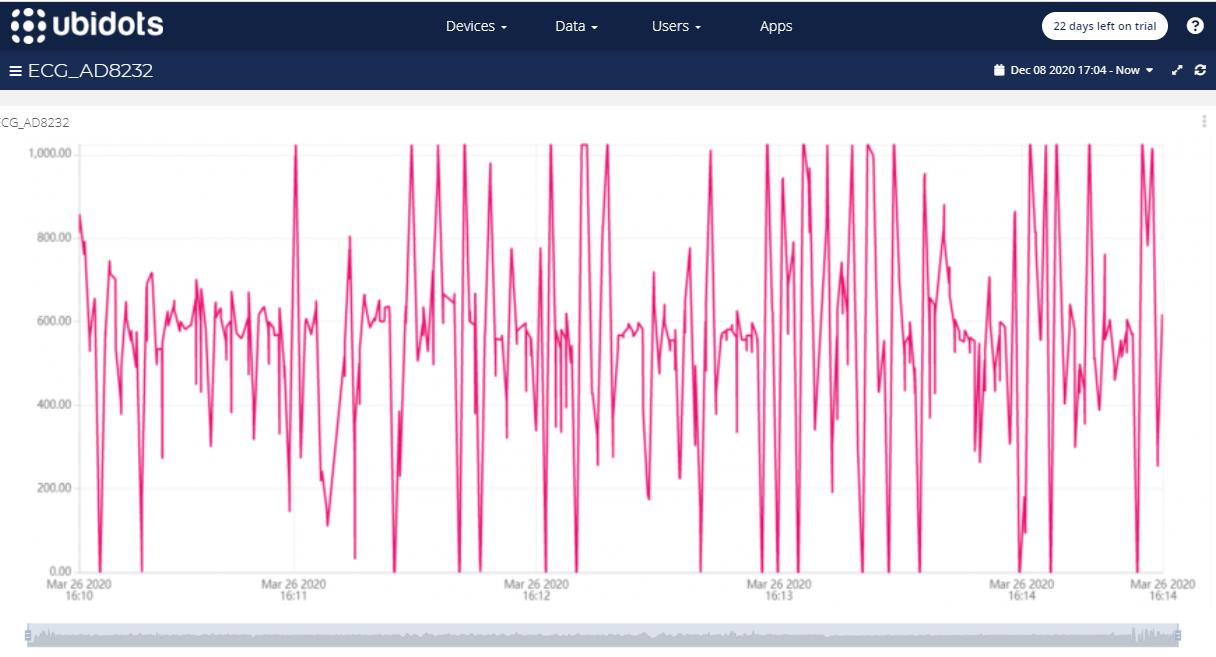 ubidots
Devices
Data
Users
Apps
22 days left on trial
?
ECG_AD8232
Dec 08 2020 17:04 - Now
CG_AD8232
1,000.00
800.00
600.00
400.00
200.00
0.00
Mar 26 2020
16:10
Mar 26 2020
16:11
Mar 26 2020
16:12
Mar 26 2020
16:13
Mar 26 2020
16:14
Mar 26 2020
16:14